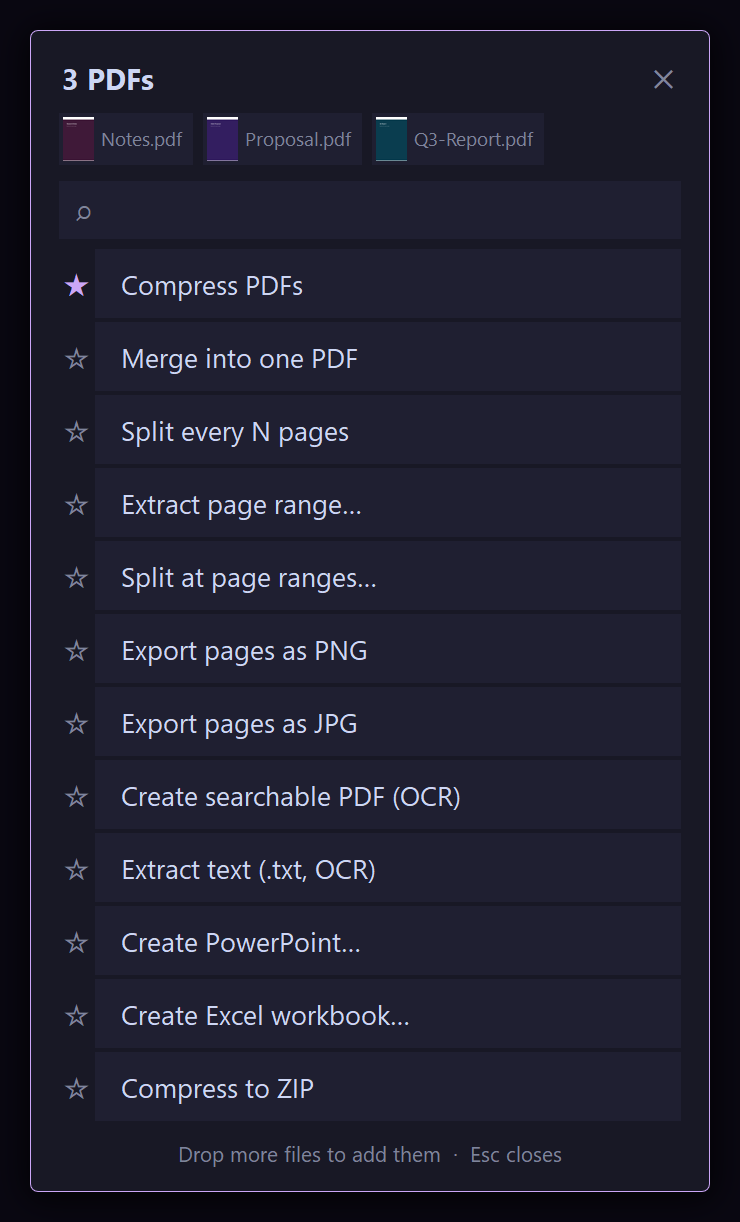 3 PDFs
Notes.pdf
Proposal.pdf
Q3-Report.pdf
Compress PDFs
Merge into one PDF
Split every N pages
Extract page range...
Split at page ranges...
Export pages as PNG
Export pages as JPG
Create searchable PDF (OCR)
Extract text (.txt, OCR)
Create PowerPoint...
Create Excel workbook...
Compress to ZIP
Drop more files to add them · Esc closes